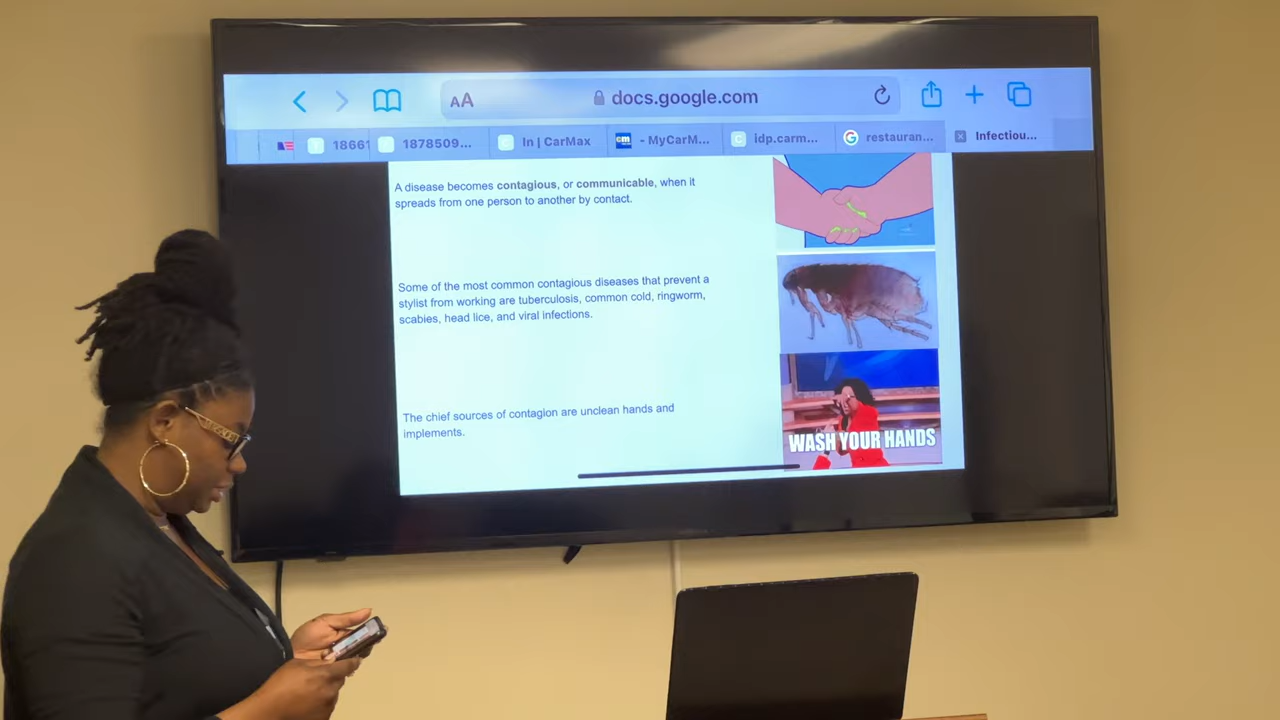 AA docs.google.com
18661 1878509... In | CarMax cm - MyCarM... idp.carm... restauran... Infectiou...
A disease becomes contagious, or communicable, when it
spreads from one person to another by contact.
Some of the most common contagious diseases that prevent a
stylist from working are tuberculosis, common cold, ringworm,
scabies, head lice, and viral infections.
The chief sources of contagion are unclean hands and
implements.
WASH YOUR HANDS